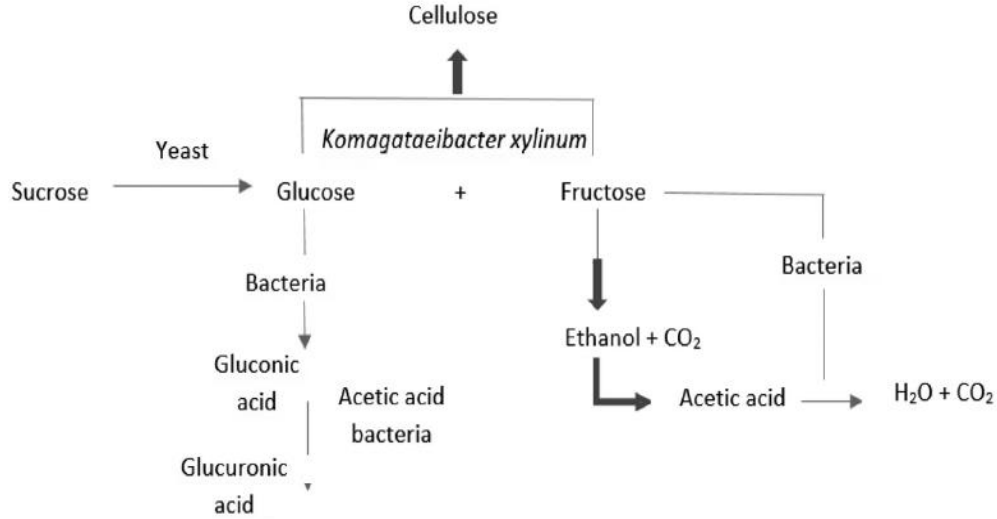 Cellulose
Komagataeibacter xylinum
Yeast
Sucrose
Glucose
+
Fructose
Bacteria
Bacteria
Ethanol + CO₂
Gluconic
acid
Acetic acid
bacteria
Acetic acid
H₂O + CO₂
Glucuronic
acid